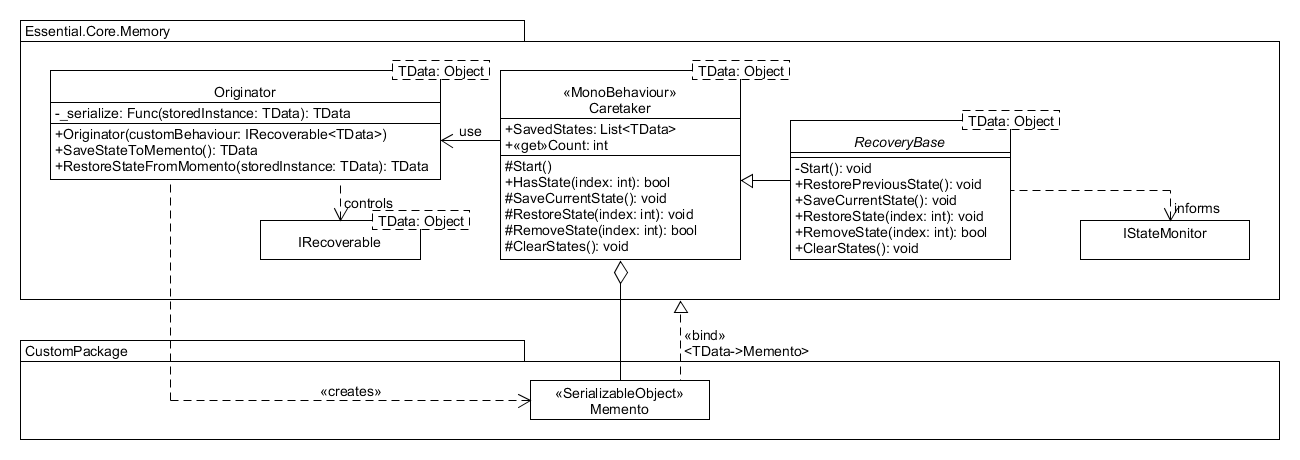 Essential.Core.Memory
TData: Object
Originator
-_serialize: Func(storedInstance: TData): TData
+Originator(customBehaviour: IRecoverable<TData>)
+SaveStateToMemento(): TData
+RestoreStateFromMomento(storedInstance: TData): TData
use
TData: Object
«MonoBehaviour»
Caretaker
+SavedStates: List<TData>
+«get»Count: int
#Start()
+HasState(index: int): bool
#SaveCurrentState(): void
#RestoreState(index: int): void
#RemoveState(index: int): bool
#ClearStates(): void
TData: Object
RecoveryBase
-Start(): void
+RestorePreviousState(): void
+SaveCurrentState(): void
+RestoreState(index: int): void
+RemoveState(index: int): bool
+ClearStates(): void
controls
TData: Object
IRecoverable
informs
IStateMonitor
«bind»
<TData->Memento>
CustomPackage
«creates»
«SerializableObject»
Memento